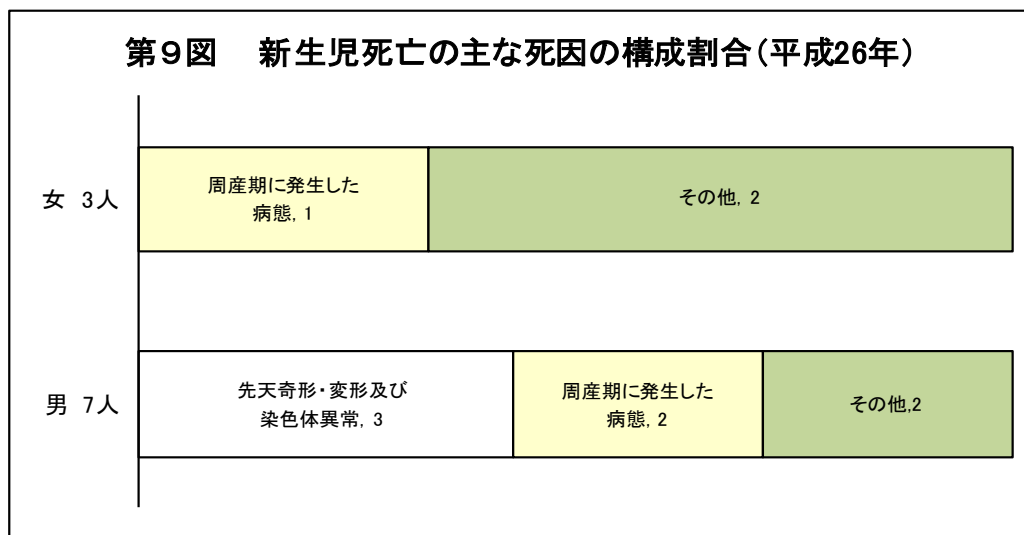 第９図　新生児死亡の主な死因の構成割合（平成26年）
女 3人
周産期に発生した
病態, 1
その他, 2
男 7人
先天奇形・変形及び
染色体異常, 3
周産期に発生した
病態, 2
その他,2